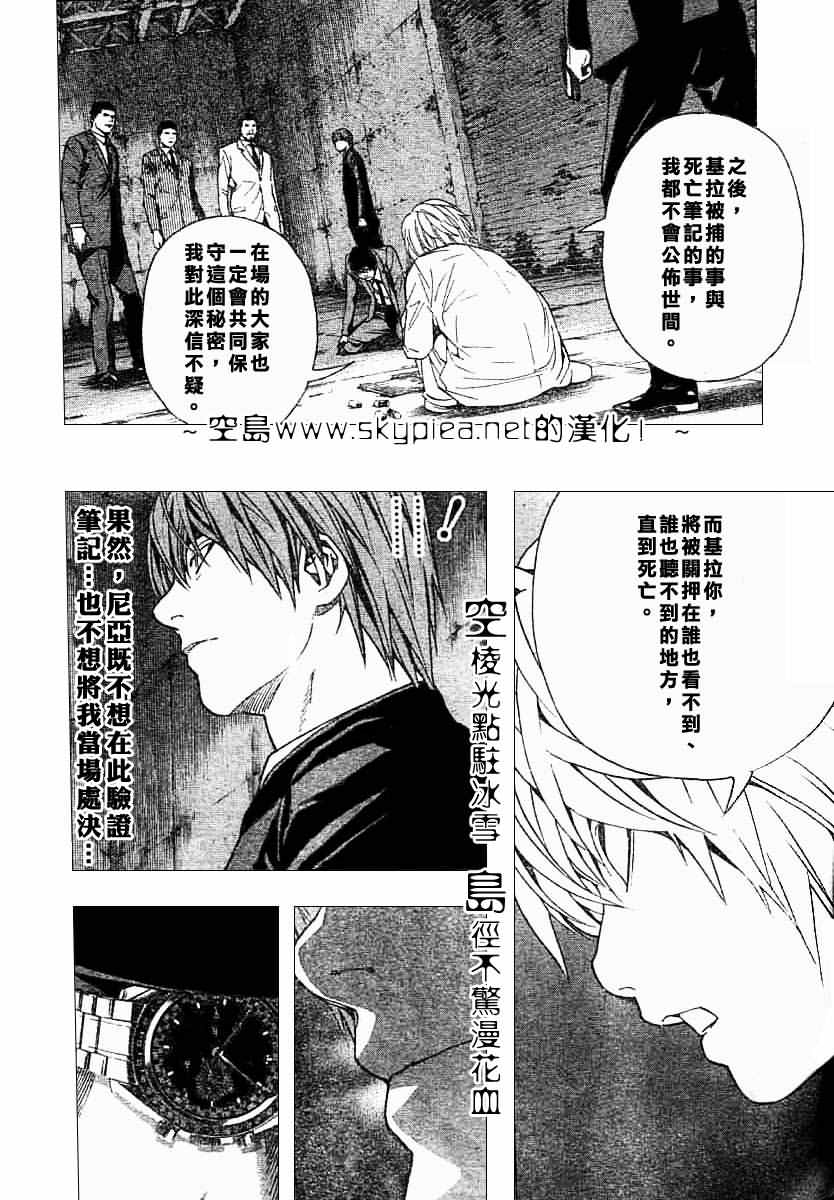 之後，
基拉被捕的事與
死亡筆記的事，
我都不會公佈世間。
在場的大家也
一定會共同保
守這個秘密，
我對此深信不疑。
~ 空島www.skypiea.net的漢化! ~
而基拉你，
將被關押在誰也看不到、
誰也聽不到的地方，
直到死亡。
！
………
………
果然，尼亞既不想在此驗證
筆記…也不想將我當場處決…
空棱光點駐冰雪 島徑不驚漫花皿